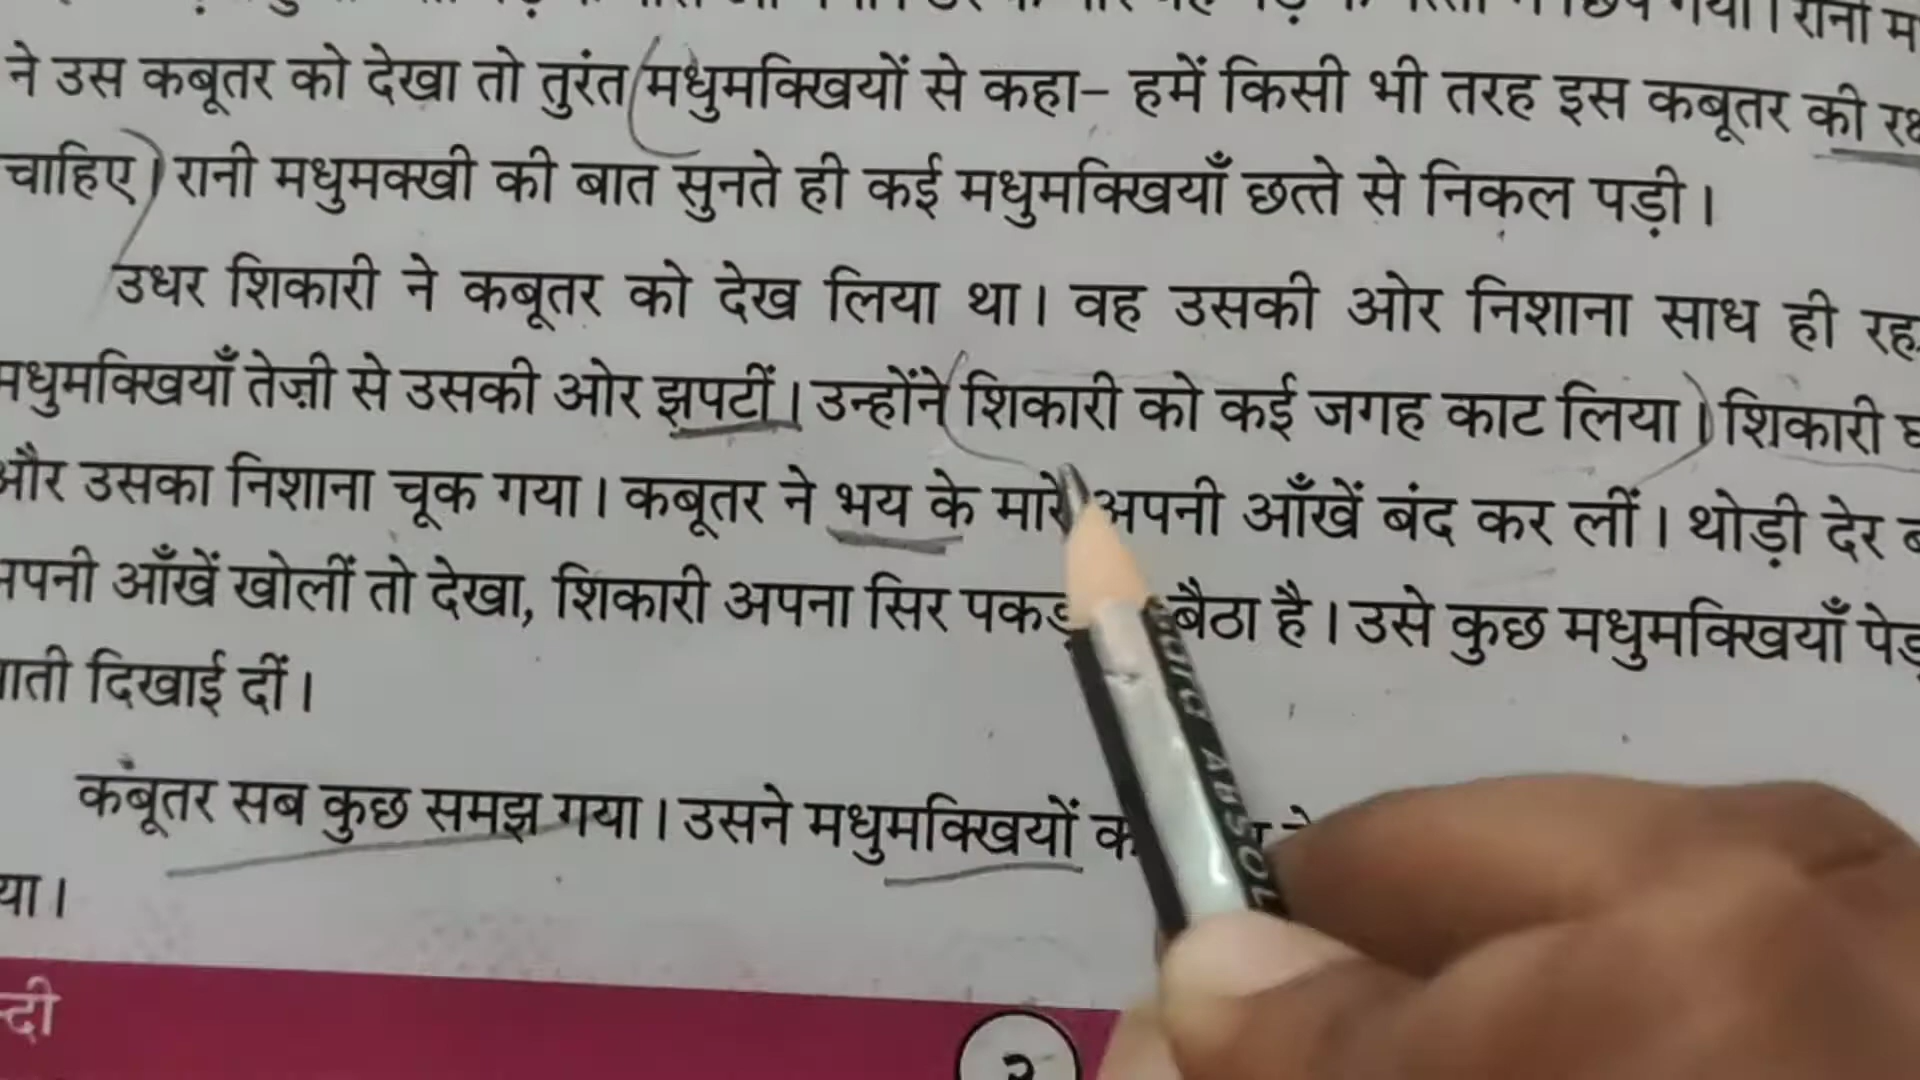 गया। रानी
ने उस कबूतर को देखा तो तुरंत मधुमक्खियों से कहा– हमें किसी भी तरह इस कबूतर की
चाहिए। रानी मधुमक्खी की बात सुनते ही कई मधुमक्खियाँ छत्ते से निकल पड़ी।
उधर शिकारी ने कबूतर को देख लिया था। वह उसकी ओर निशाना साध ही
मधुमक्खियाँ तेज़ी से उसकी ओर झपटीं। उन्होंने शिकारी को कई जगह काट लिया। शिकारी
और उसका निशाना चूक गया। कबूतर ने भय के मारे अपनी आँखें बंद कर लीं। थोड़ी देर
अपनी आँखें खोलीं तो देखा, शिकारी अपना सिर बैठा है। उसे कुछ मधुमक्खियाँ
दिखाई दीं।
कबूतर सब कुछ समझ गया। उसने मधुमक्खियों
या।
२